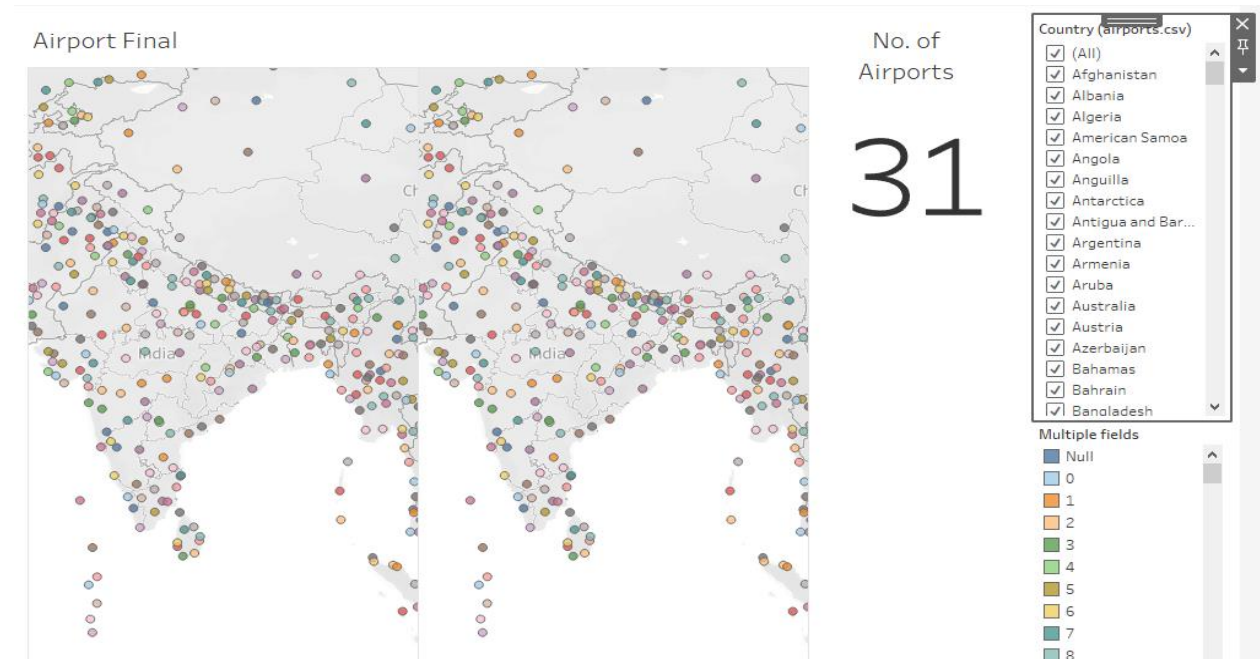 Airport Final
India
Ch
India
Ch
No. of
Airports
31
Country (airports.csv)
(All)
Afghanistan
Albania
Algeria
American Samoa
Angola
Anguilla
Antarctica
Antigua and Bar...
Argentina
Armenia
Aruba
Australia
Austria
Azerbaijan
Bahamas
Bahrain
Bangladesh
Multiple fields
Null
0
1
2
3
4
5
6
7
8